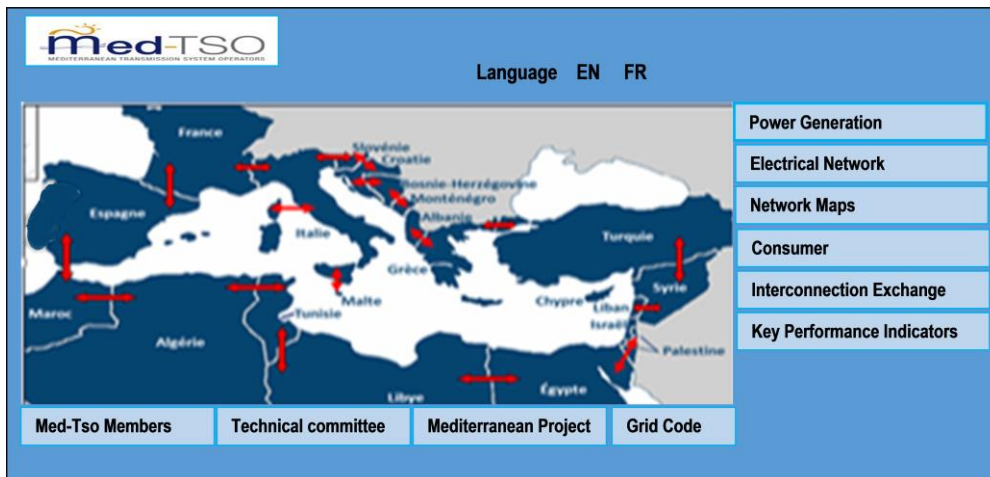 Med-TSO
MEDITERRANEAN TRANSMISSION SYSTEM OPERATORS
Language EN FR
France
Slovénie
Croatie
Bosnie-Herzégovine
Monténégro
Albanie
Espagne
Italie
Grèce
Turquie
Malte
Chypre
Liban
Syrie
Israël
Palestine
Maroc
Algérie
Tunisie
Libye
Égypte
Power Generation
Electrical Network
Network Maps
Consumer
Interconnection Exchange
Key Performance Indicators
Med-Tso Members
Technical committee
Mediterranean Project
Grid Code